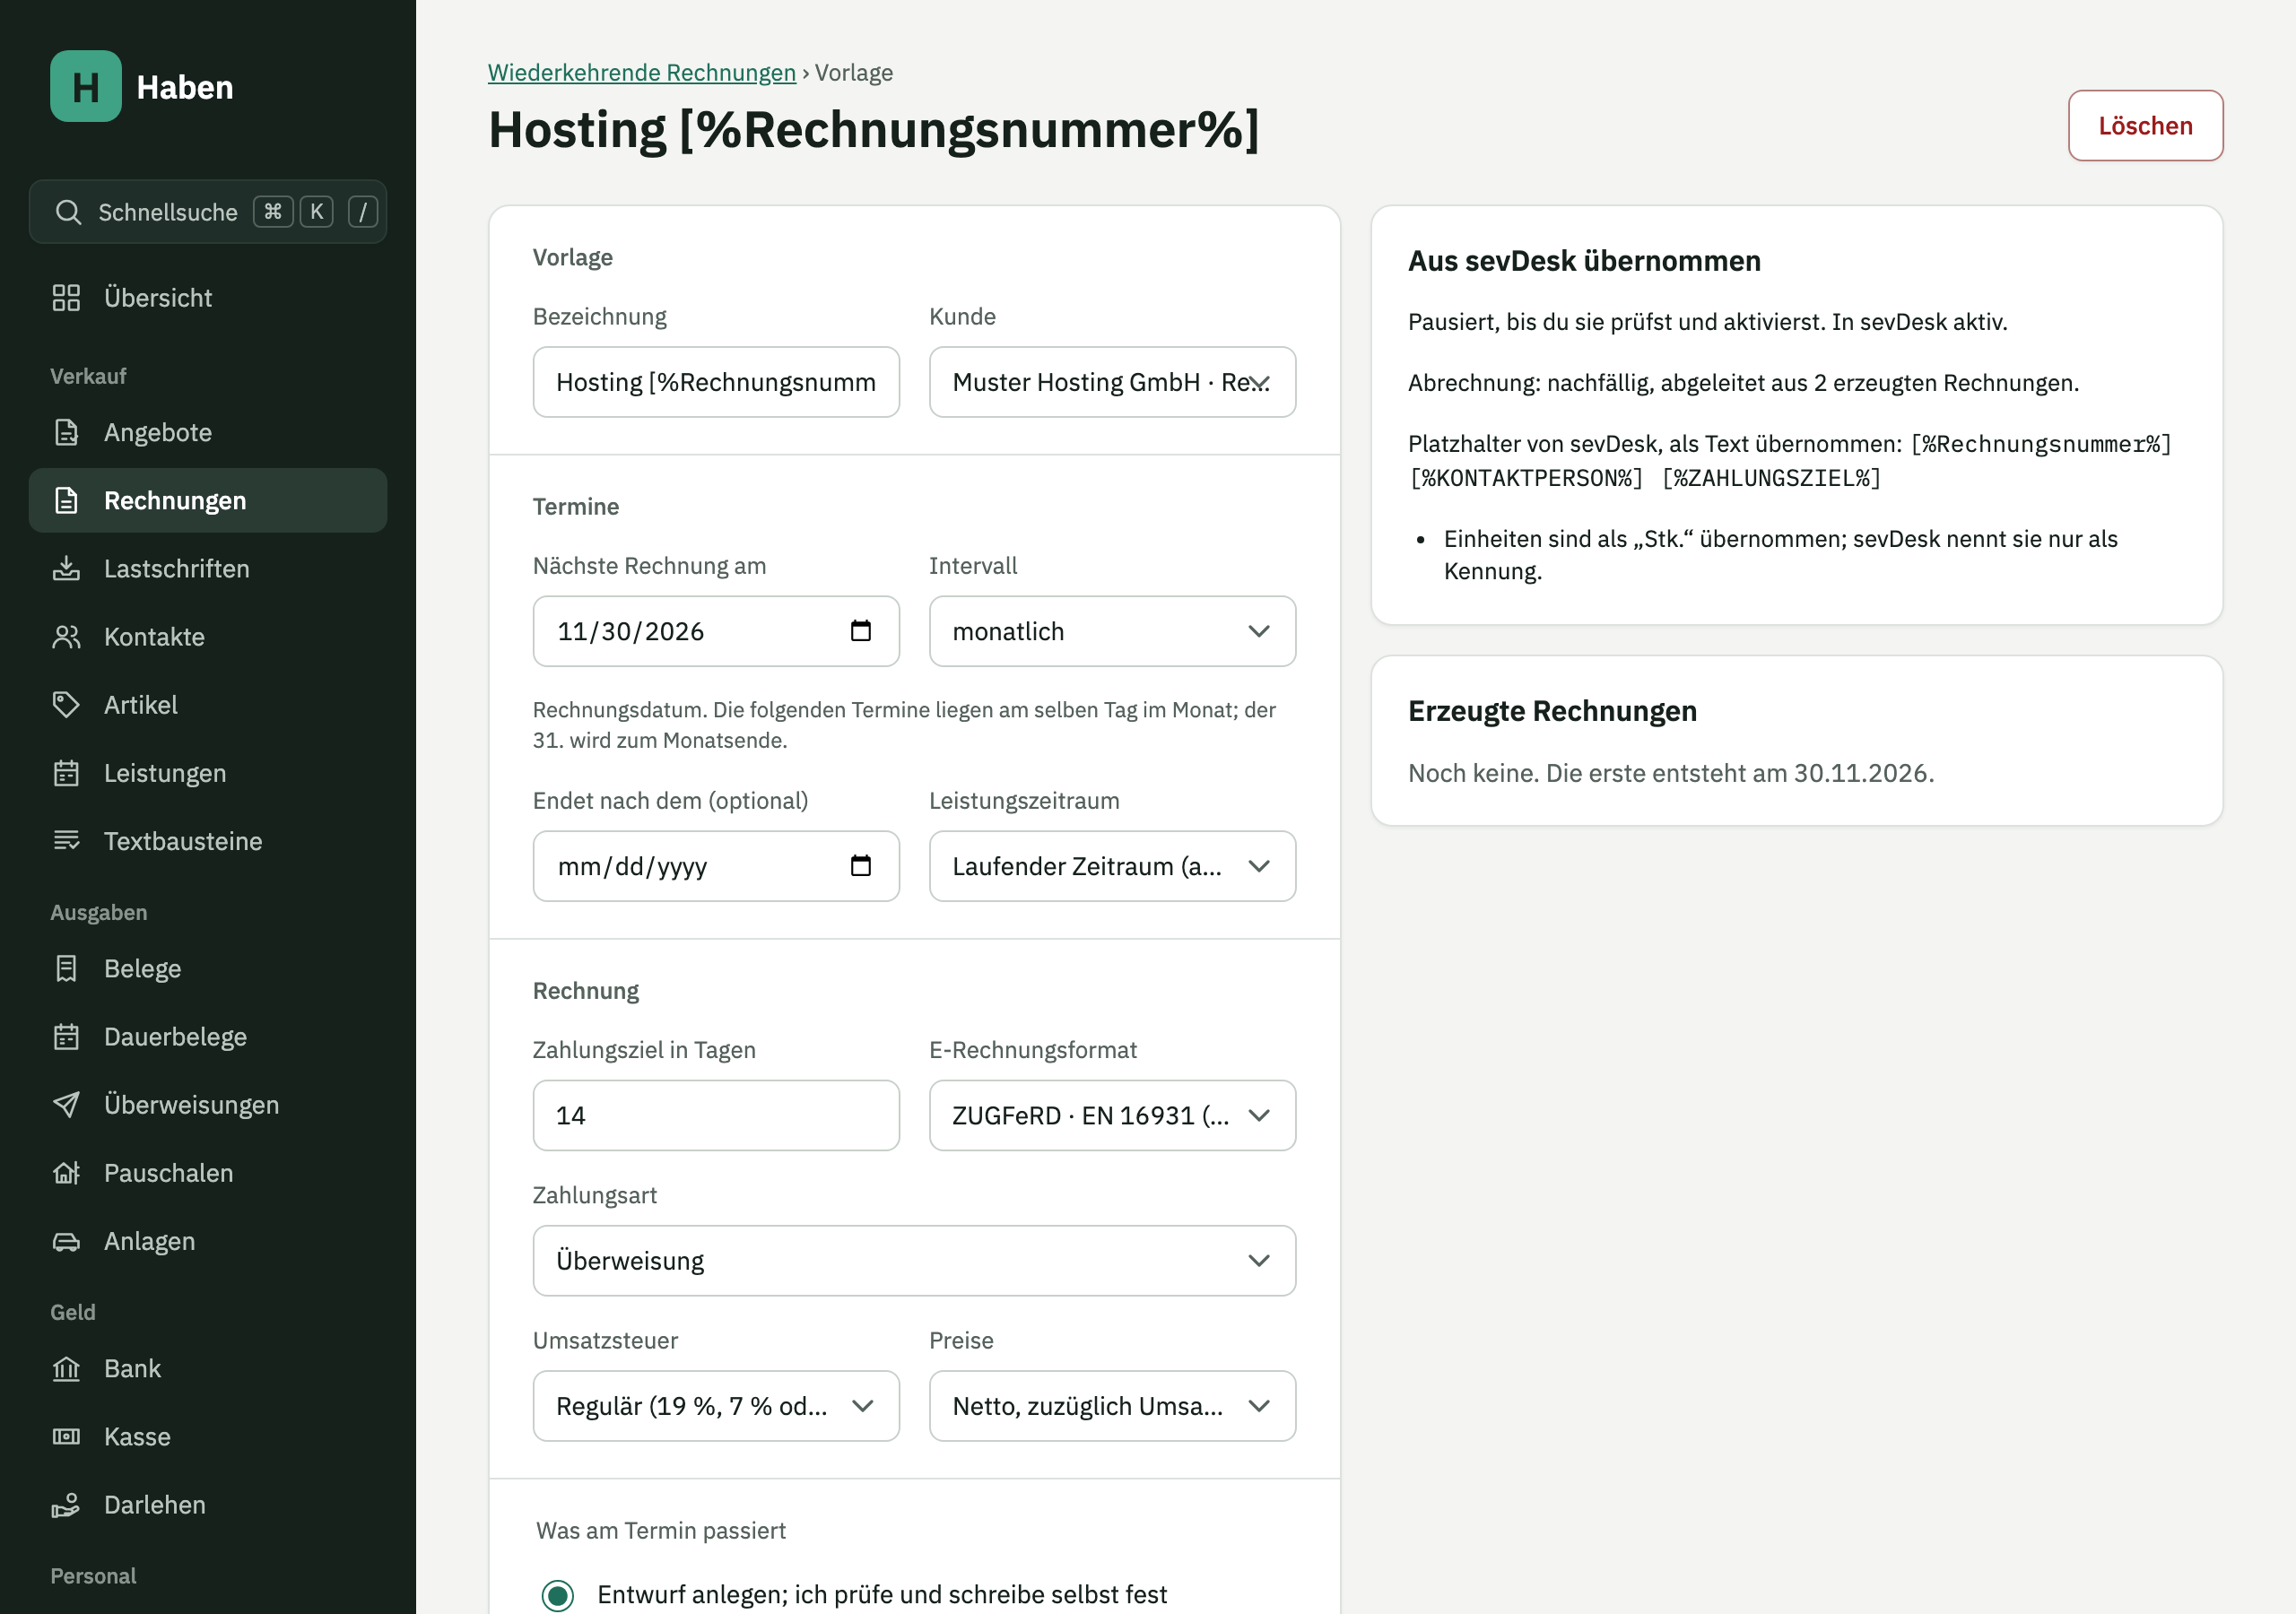 H Haben
Schnellsuche ⌘ K /
Übersicht
Verkauf
Angebote
Rechnungen
Lastschriften
Kontakte
Artikel
Leistungen
Textbausteine
Ausgaben
Belege
Dauerbelege
Überweisungen
Pauschalen
Anlagen
Geld
Bank
Kasse
Darlehen
Personal
Wiederkehrende Rechnungen › Vorlage
Hosting [%Rechnungsnummer%]
Löschen
Vorlage
Bezeichnung Kunde
Hosting [%Rechnungsnumm Muster Hosting GmbH · Re...
Termine
Nächste Rechnung am Intervall
11/30/2026 monatlich
Rechnungsdatum. Die folgenden Termine liegen am selben Tag im Monat; der
31. wird zum Monatsende.
Endet nach dem (optional) Leistungszeitraum
mm/dd/yyyy Laufender Zeitraum (a...
Rechnung
Zahlungsziel in Tagen E-Rechnungsformat
14 ZUGFeRD · EN 16931 (...
Zahlungsart
Überweisung
Umsatzsteuer Preise
Regulär (19 %, 7 % od... Netto, zuzüglich Umsa...
Was am Termin passiert
Entwurf anlegen; ich prüfe und schreibe selbst fest
Aus sevDesk übernommen
Pausiert, bis du sie prüfst und aktivierst. In sevDesk aktiv.
Abrechnung: nachfällig, abgeleitet aus 2 erzeugten Rechnungen.
Platzhalter von sevDesk, als Text übernommen: [%Rechnungsnummer%]
[%KONTAKTPERSON%] [%ZAHLUNGSZIEL%]
• Einheiten sind als „Stk.“ übernommen; sevDesk nennt sie nur als
Kennung.
Erzeugte Rechnungen
Noch keine. Die erste entsteht am 30.11.2026.